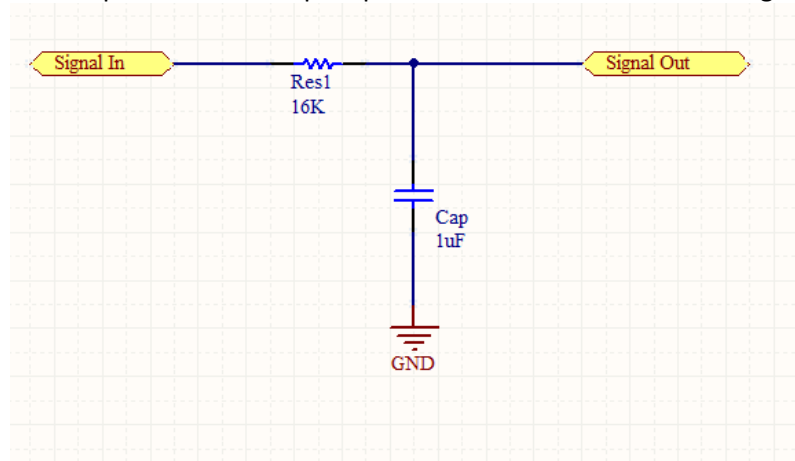 Signal In
Signal Out
Res1
16K
Cap
1uF
GND